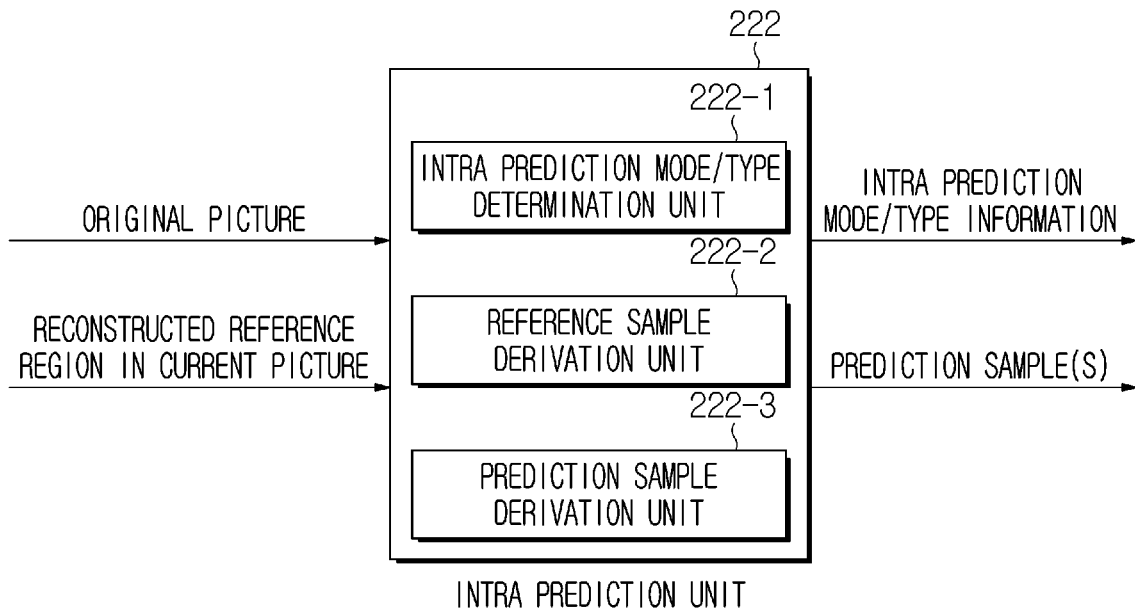 222
222-1
INTRA PREDICTION MODE/TYPE
DETERMINATION UNIT
ORIGINAL PICTURE
INTRA PREDICTION
MODE/TYPE INFORMATION
222-2
REFERENCE SAMPLE
DERIVATION UNIT
RECONSTRUCTED REFERENCE
REGION IN CURRENT PICTURE
PREDICTION SAMPLE(S)
222-3
PREDICTION SAMPLE
DERIVATION UNIT
INTRA PREDICTION UNIT